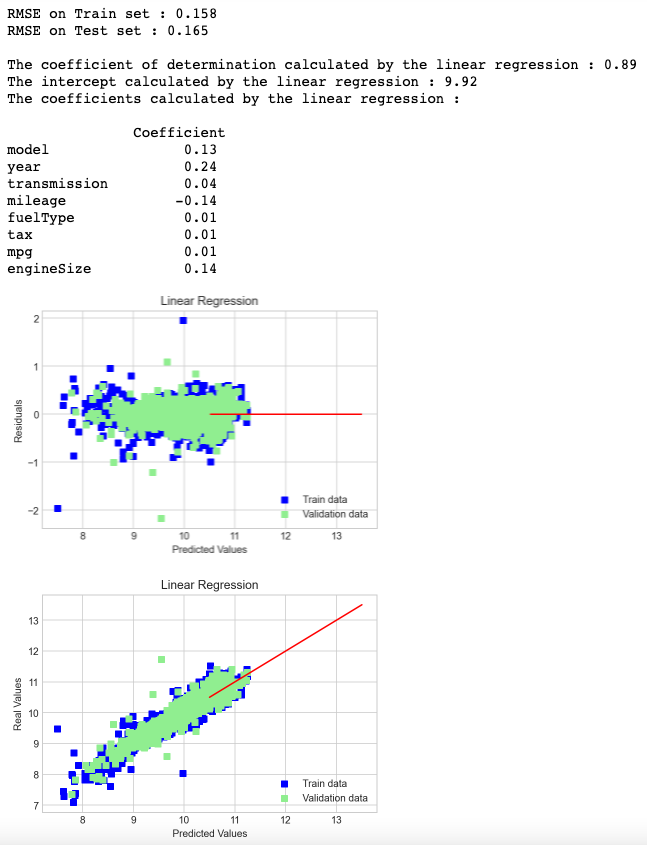 RMSE on Train set : 0.158
RMSE on Test set : 0.165
The coefficient of determination calculated by the linear regression : 0.89
The intercept calculated by the linear regression : 9.92
The coefficients calculated by the linear regression :
Coefficient
model 0.13
year 0.24
transmission 0.04
mileage -0.14
fuelType 0.01
tax 0.01
mpg 0.01
engineSize 0.14
Linear Regression
2
1
0
−1
−2
Residuals
Train data
Validation data
8 9 10 11 12 13
Predicted Values
Linear Regression
13
12
11
10
9
8
7
Real Values
Train data
Validation data
8 9 10 11 12 13
Predicted Values